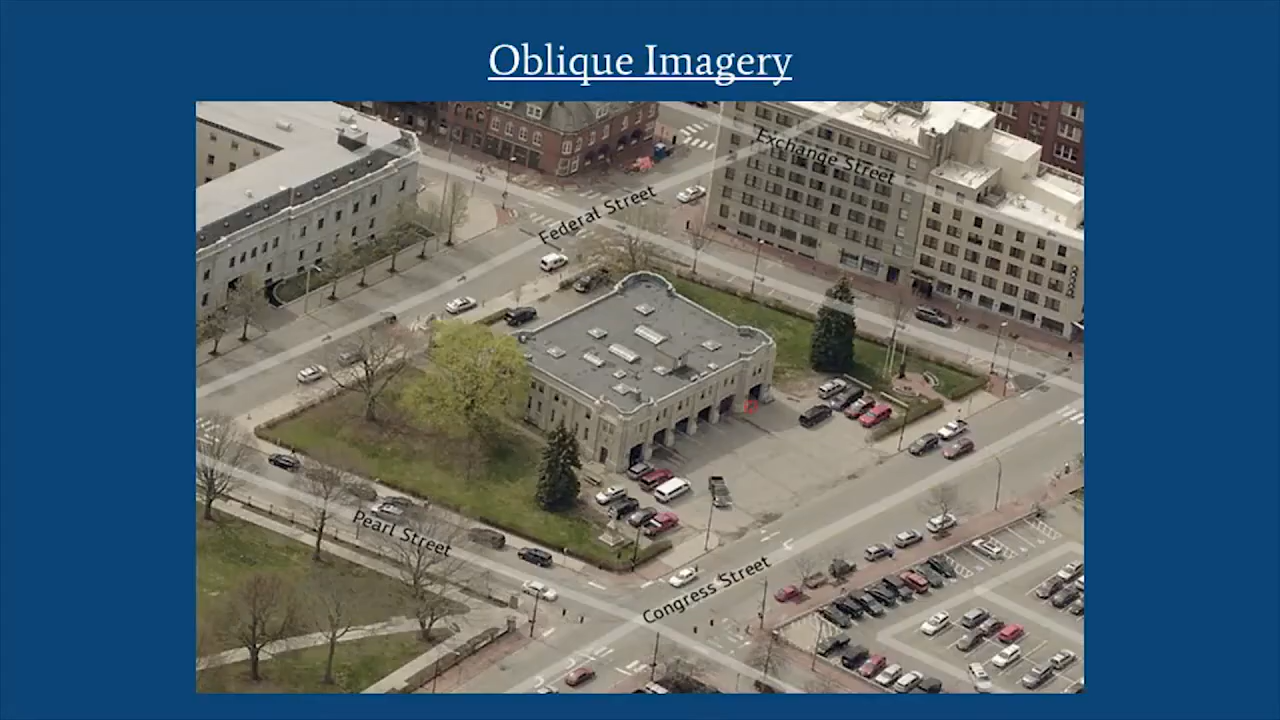 Oblique Imagery
Exchange Street
Federal Street
Pearl Street
Congress Street